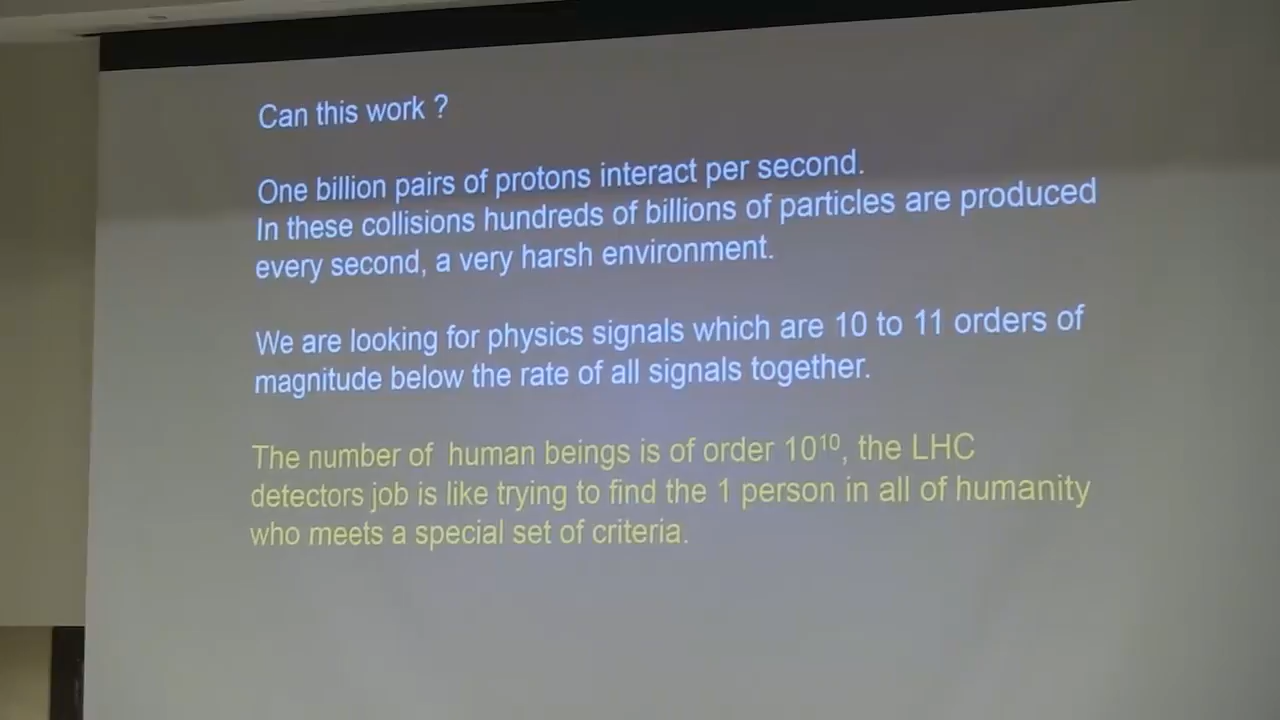 Can this work ?
One billion pairs of protons interact per second.
In these collisions hundreds of billions of particles are produced
every second, a very harsh environment.
We are looking for physics signals which are 10 to 11 orders of
magnitude below the rate of all signals together.
The number of human beings is of order 10¹⁰, the LHC
detectors job is like trying to find the 1 person in all of humanity
who meets a special set of criteria.